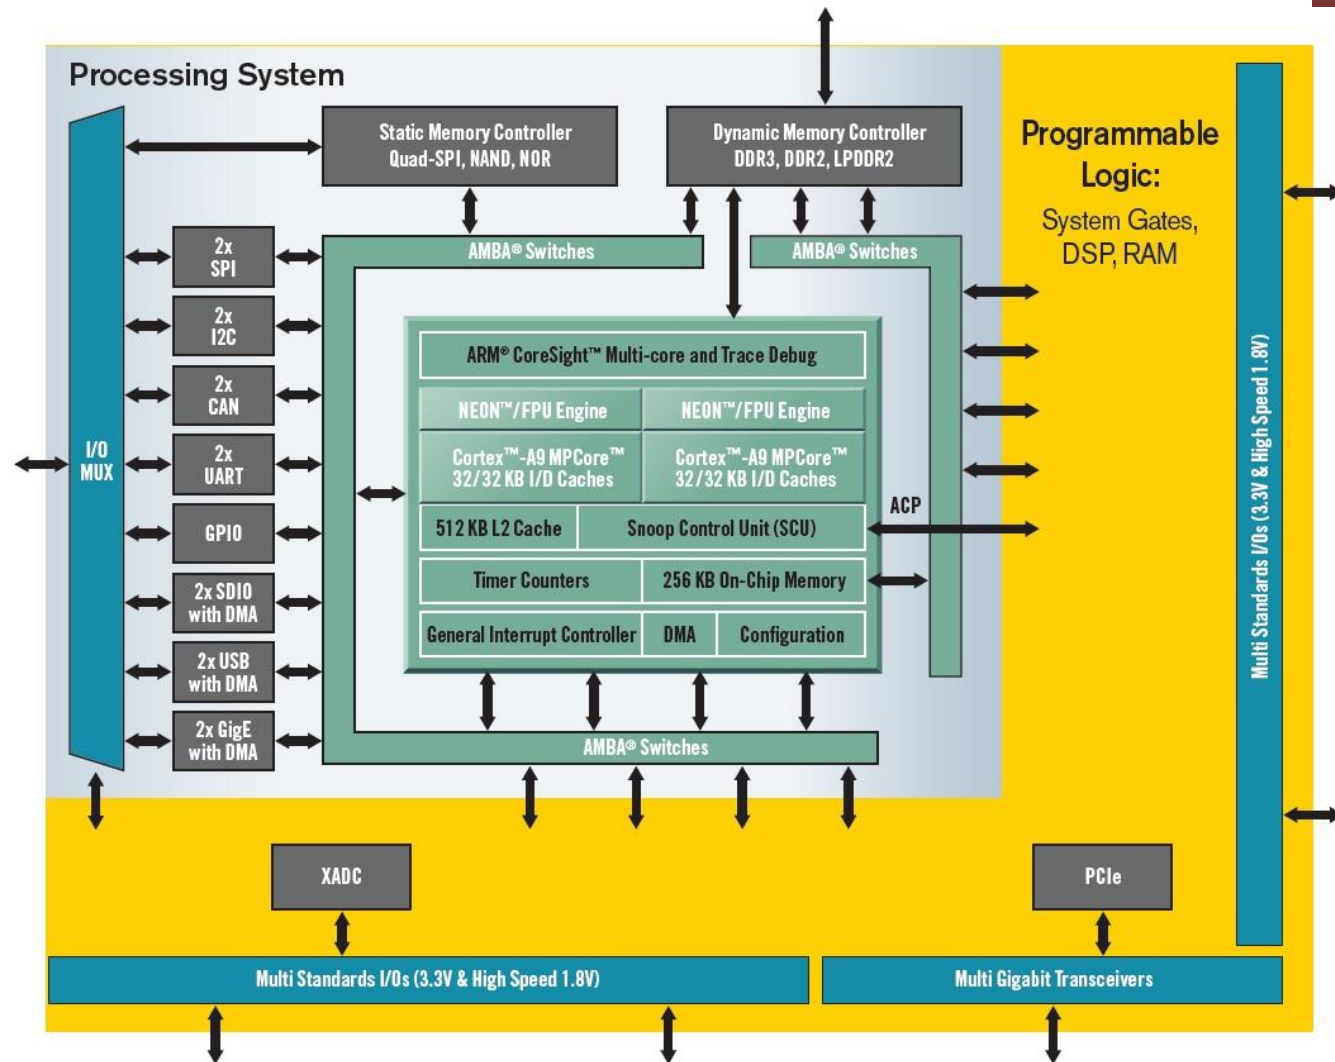 Processing System
Static Memory Controller
Quad-SPI, NAND, NOR
Dynamic Memory Controller
DDR3, DDR2, LPDDR2
Programmable
Logic:
System Gates,
DSP, RAM
AMBA® Switches
AMBA® Switches
2x
SPI
2x
I2C
2x
CAN
2x
UART
GPIO
2x SDIO
with DMA
2x USB
with DMA
2x GigE
with DMA
I/O
MUX
ARM® CoreSight™ Multi-core and Trace Debug
NEON™/FPU Engine
NEON™/FPU Engine
Cortex™-A9 MPCore™
32/32 KB I/D Caches
Cortex™-A9 MPCore™
32/32 KB I/D Caches
512 KB L2 Cache
Snoop Control Unit (SCU)
ACP
Timer Counters
256 KB On-Chip Memory
General Interrupt Controller
DMA
Configuration
AMBA® Switches
Multi Standards I/Os (3.3V & High Speed 1.8V)
XADC
PCIe
Multi Standards I/Os (3.3V & High Speed 1.8V)
Multi Gigabit Transceivers